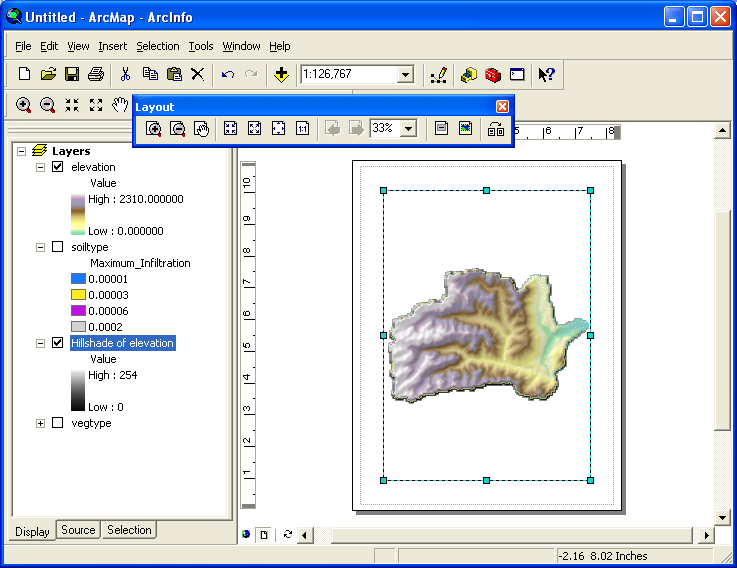 Untitled - ArcMap - ArcInfo
File Edit View Insert Selection Tools Window Help
1:126,767
Layout
1:1
33%
5 6 7 8
Layers
elevation
Value
High : 2310.000000
Low : 0.000000
soiltype
Maximum_Infiltration
0.00001
0.00003
0.00006
0.0002
Hillshade of elevation
Value
High : 254
Low : 0
vegtype
10
9
8
7
6
5
4
3
2
1
Display Source Selection
-2.16 8.02 Inches